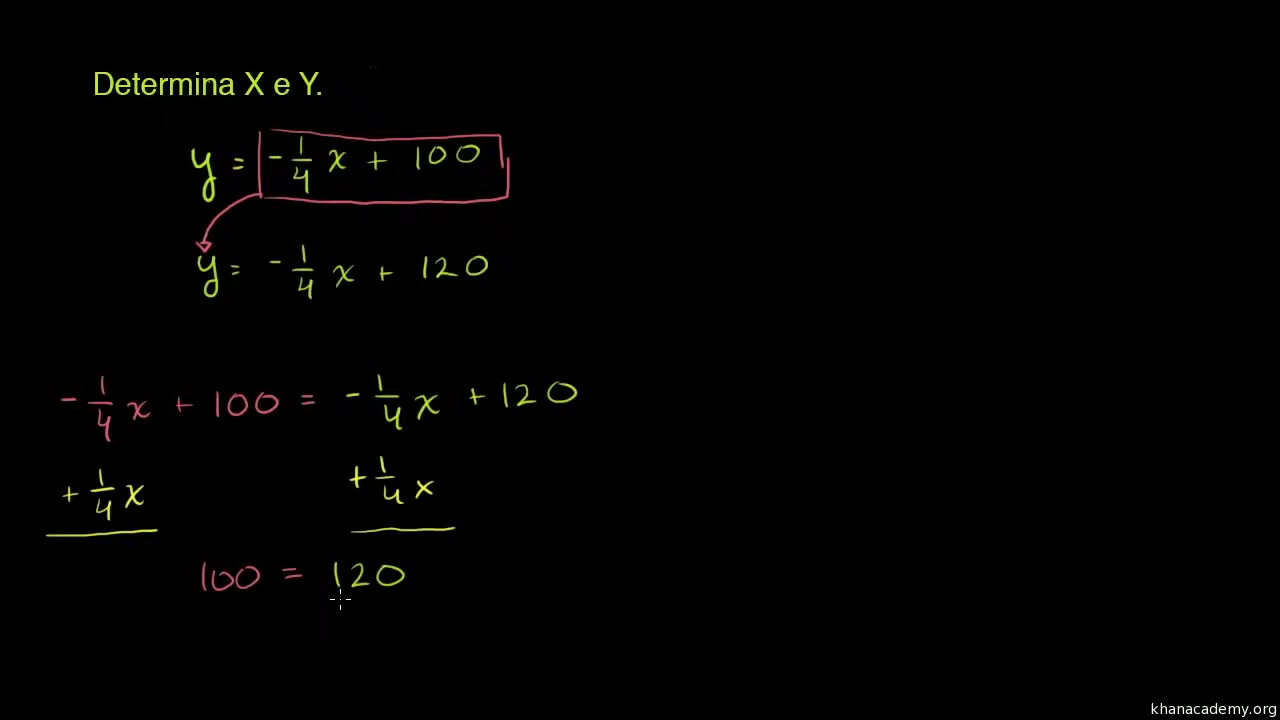 Determina X e Y.
y = -1/4 x + 100
y = -1/4 x + 120
-1/4 x + 100 = -1/4 x + 120
+1/4 x +1/4 x
100 = 120
khanacademy.org